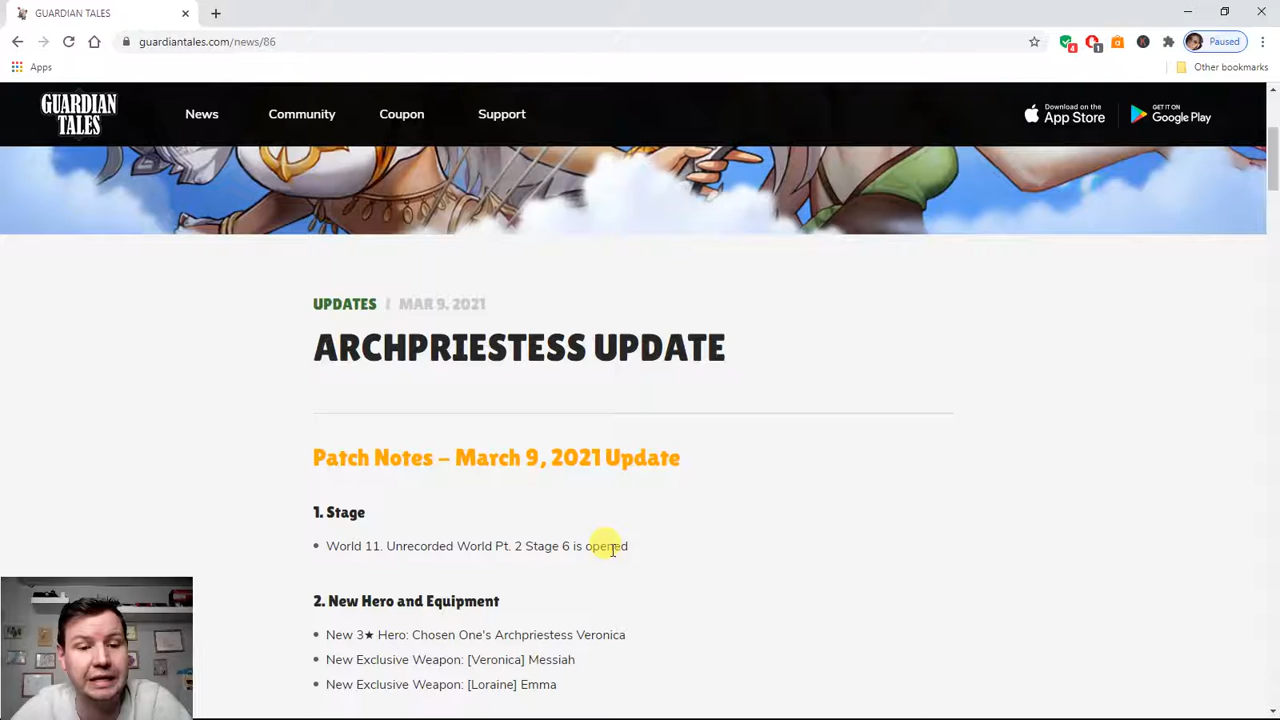 GUARDIAN TALES
guardiantales.com/news/86
4
1
K
Paused
Apps
Other bookmarks
GUARDIAN
TALES
News
Community
Coupon
Support
Download on the
App Store
GET IT ON
Google Play
UPDATES / MAR 9. 2021
ARCHPRIESTESS UPDATE
Patch Notes – March 9, 2021 Update
1. Stage
World 11. Unrecorded World Pt. 2 Stage 6 is opened
2. New Hero and Equipment
New 3★ Hero: Chosen One's Archpriestess Veronica
New Exclusive Weapon: [Veronica] Messiah
New Exclusive Weapon: [Loraine] Emma